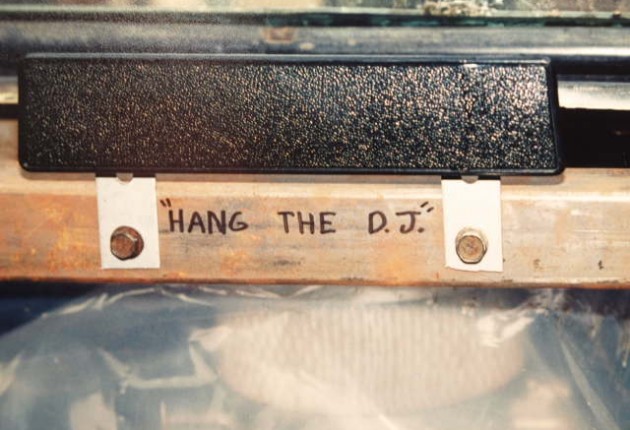 "HANG THE D.J."